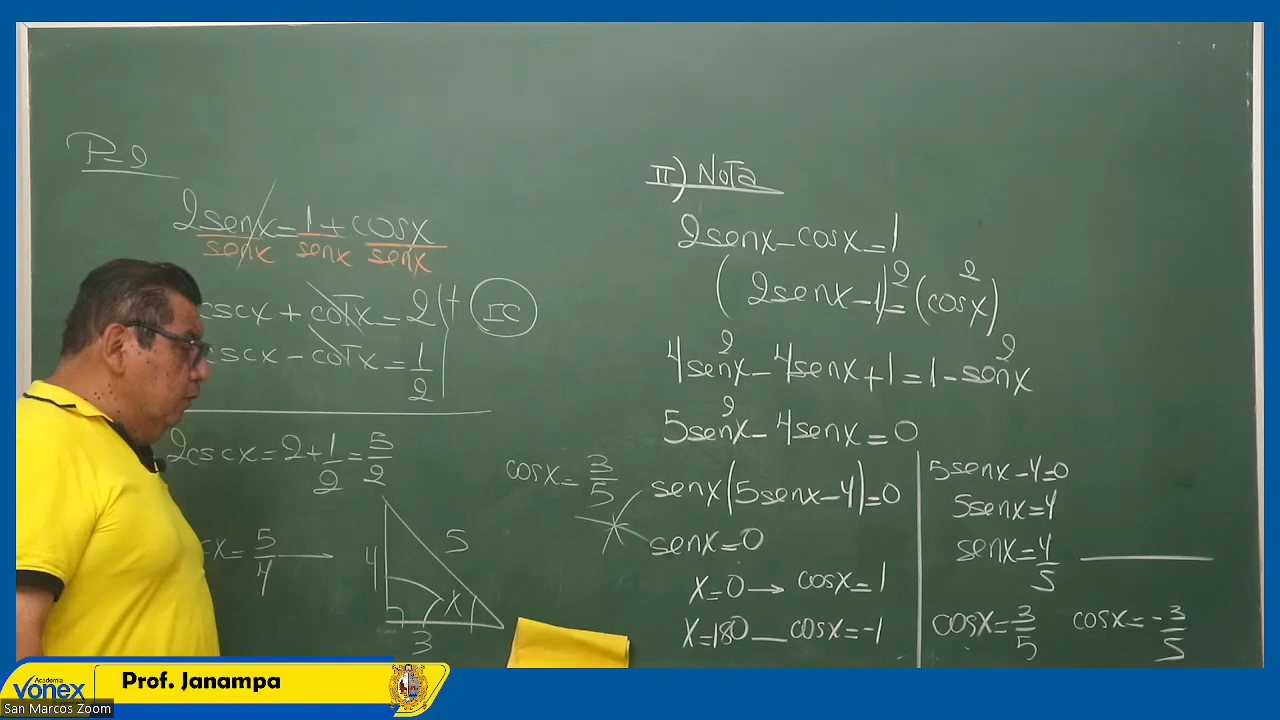 P-2
2senx = 1 + cosx
senx senx senx
cscx + cotx = 2 (+ IC
cscx - cotx = 1/2
2cscx = 2 + 1/2 = 5/2
cx = 5/4
4 5 x 3
cosx = 3/5
II) Nota
2senx - cosx = 1
(2senx - 1)² = (cosx)²
4sen²x - 4senx + 1 = 1 - sen²x
5sen²x - 4senx = 0
senx(5senx - 4) = 0
senx = 0
x = 0 → cosx = 1
x = 180 — cosx = -1
5senx - 4 = 0
5senx = 4
senx = 4/5
cosx = 3/5 cosx = -3/5
Academia
Vonex
Prof. Janampa
San Marcos Zoom